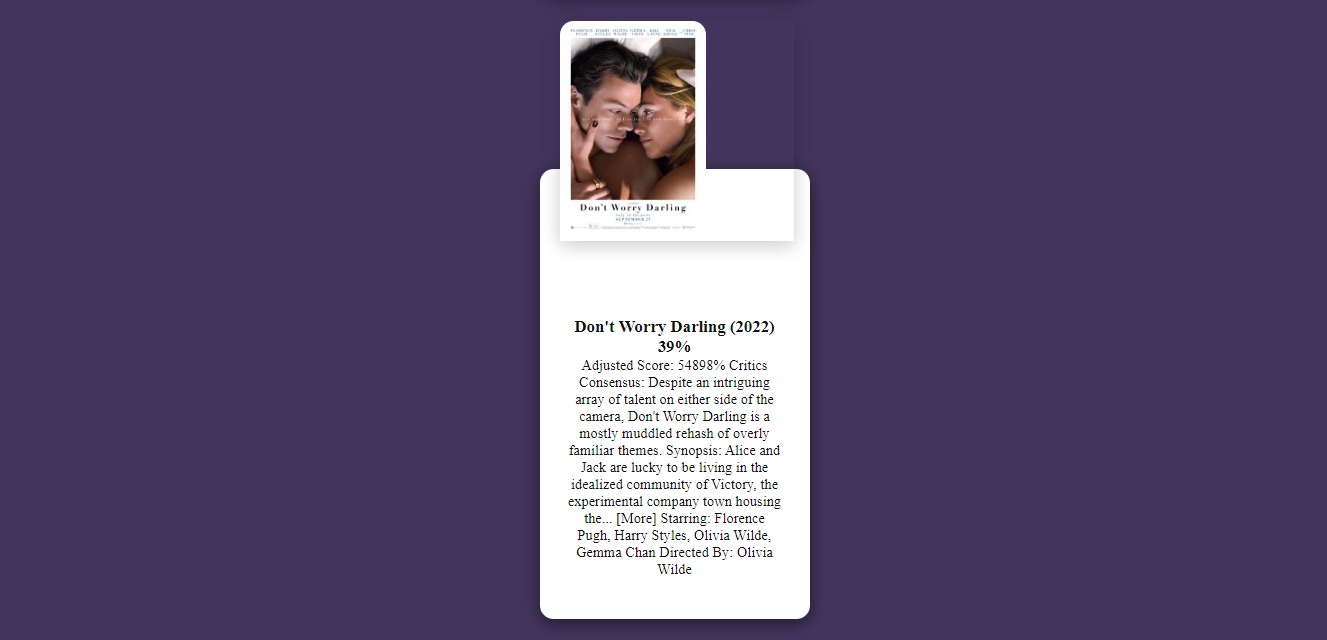 FLORENCE HARRY OLIVIA GEMMA KIKI NICK CHRIS
PUGH STYLES WILDE CHAN LAYNE KROLL PINE
Don't Worry Darling
SEPTEMBER 23
Don't Worry Darling (2022)
39%
Adjusted Score: 54898% Critics
Consensus: Despite an intriguing
array of talent on either side of the
camera, Don't Worry Darling is a
mostly muddled rehash of overly
familiar themes. Synopsis: Alice and
Jack are lucky to be living in the
idealized community of Victory, the
experimental company town housing
the... [More] Starring: Florence
Pugh, Harry Styles, Olivia Wilde,
Gemma Chan Directed By: Olivia
Wilde